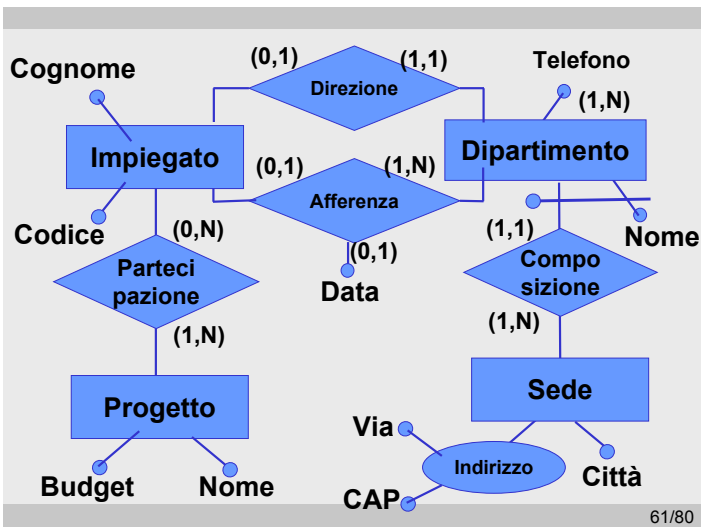 (0,1)
(1,1)
Telefono
Cognome
Direzione
(1,N)
Impiegato
(0,1)
(1,N)
Dipartimento
Afferenza
Codice
(0,N)
(0,1)
(1,1)
Nome
Parteci
pazione
Data
Compo
sizione
(1,N)
(1,N)
Progetto
Sede
Via
Indirizzo
Città
Budget
Nome
CAP
61/80